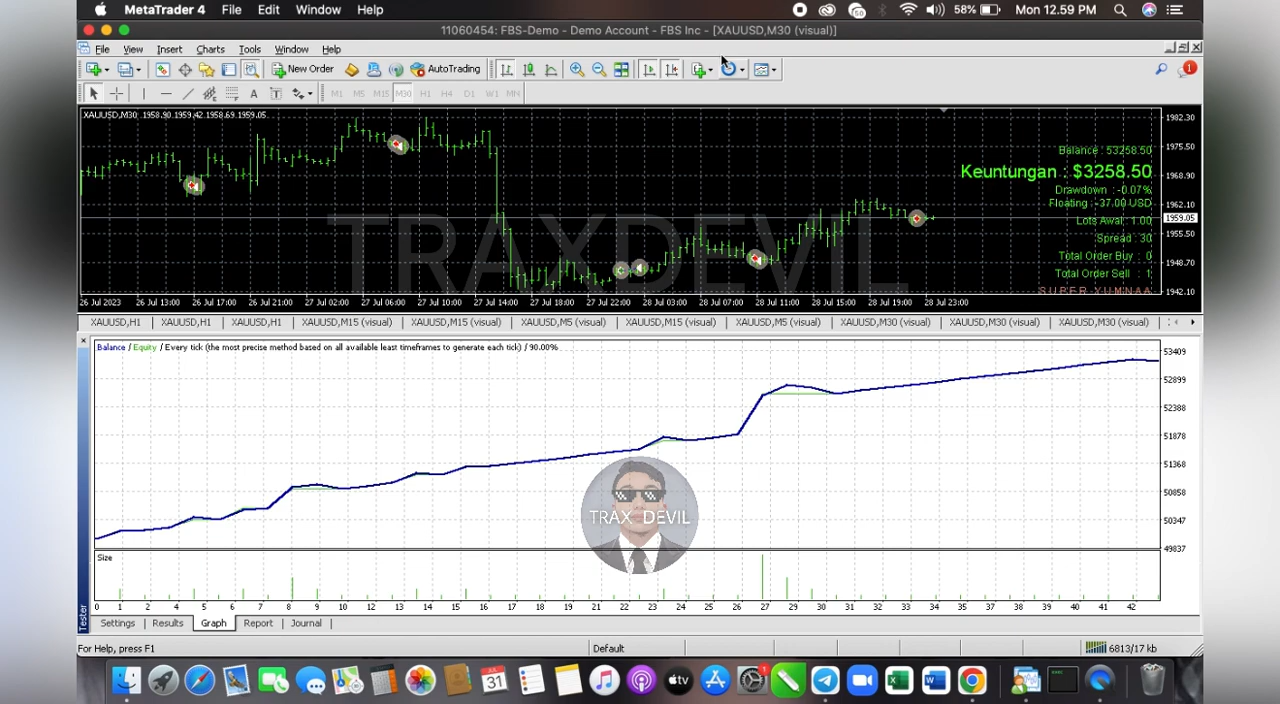 MetaTrader 4 File Edit Window Help 58% Mon 12.59 PM
11060454: FBS-Demo - Demo Account - FBS Inc - [XAUUSD,M30 (visual)]
File View Insert Charts Tools Window Help
New Order AutoTrading 1
A T M1 M5 M15 M30 H1 H4 D1 W1 MN
XAUUSD,M30 1958.90 1959.42 1958.69 1959.05
1982.30
1975.50
1968.90
1962.10
1959.05
1955.50
1948.70
1942.10
Balance : 53258.50
Keuntungan : $3258.50
Drawdown : -0.07%
Floating : -37.00 USD
Lots Awal : 1.00
Spread : 30
Total Order Buy : 0
Total Order Sell : 1
SUPER YUMNAA
TRAXDEVIL
26 Jul 2023 26 Jul 13:00 26 Jul 17:00 26 Jul 21:00 27 Jul 02:00 27 Jul 06:00 27 Jul 10:00 27 Jul 14:00 27 Jul 18:00 27 Jul 22:00 28 Jul 03:00 28 Jul 07:00 28 Jul 11:00 28 Jul 15:00 28 Jul 19:00 28 Jul 23:00
XAUUSD,H1 XAUUSD,H1 XAUUSD,H1 XAUUSD,M15 (visual) XAUUSD,M15 (visual) XAUUSD,M5 (visual) XAUUSD,M15 (visual) XAUUSD,M5 (visual) XAUUSD,M30 (visual) XAUUSD,M30 (visual) XAUUSD,M30 (visual)
Balance / Equity / Every tick (the most precise method based on all available least timeframes to generate each tick) / 90.00%
53409
52899
52388
51878
51368
50858
50347
49837
TRAX DEVIL
Size
0 1 2 4 5 6 7 8 10 11 12 13 14 16 17 18 19 21 22 23 24 25 26 27 29 30 31 32 33 35 36 37 38 39 40 41 42
Tester
Settings Results Graph Report Journal
For Help, press F1 Default 6813/17 kb
31
1